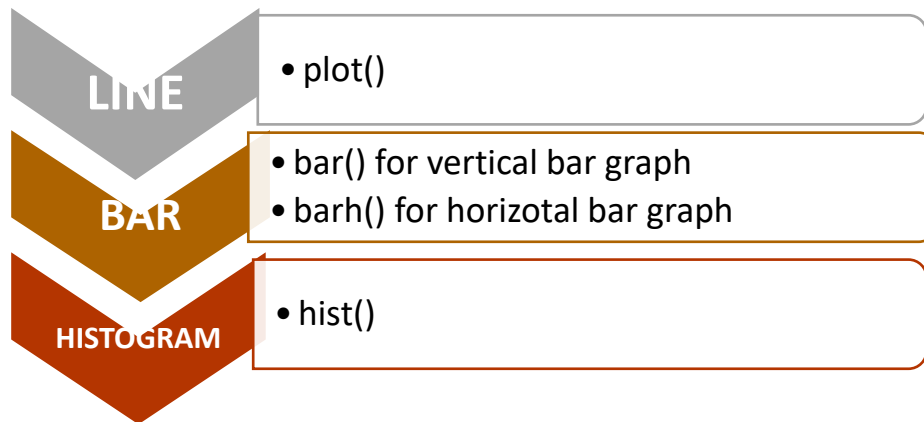 LINE
• plot()
BAR
• bar() for vertical bar graph
• barh() for horizotal bar graph
HISTOGRAM
• hist()